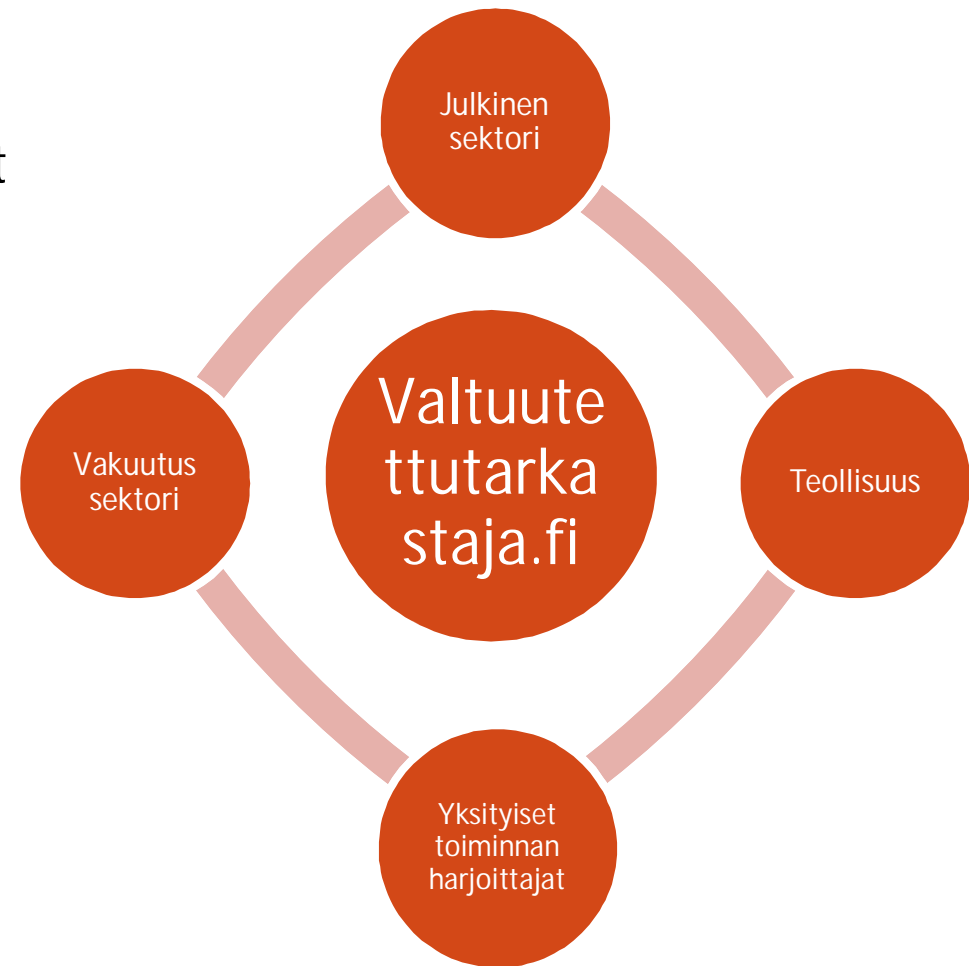 Julkinen
sektori
t
Valtuute
ttutarka
staja.fi
Vakuutus
sektori
Teollisuus
Yksityiset
toiminnan
harjoittajat